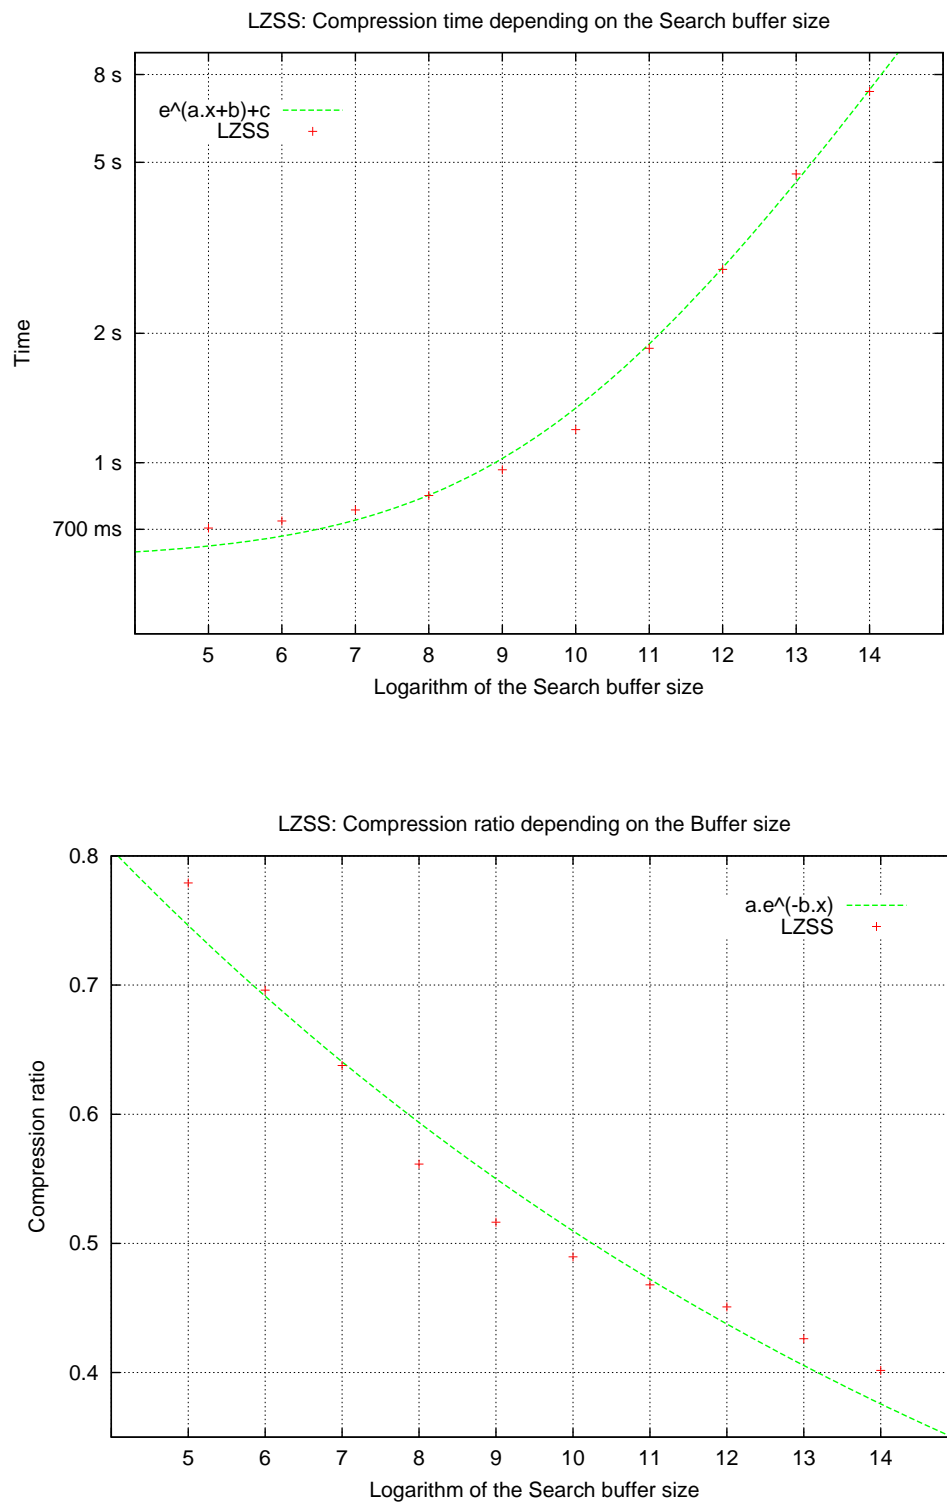 LZSS: Compression time depending on the Search buffer size
8 s
e^(a.x+b)+c
LZSS
5 s
2 s
Time
1 s
700 ms
5 6 7 8 9 10 11 12 13 14
Logarithm of the Search buffer size
LZSS: Compression ratio depending on the Buffer size
0.8
a.e^(-b.x)
LZSS
0.7
0.6
Compression ratio
0.5
0.4
5 6 7 8 9 10 11 12 13 14
Logarithm of the Search buffer size